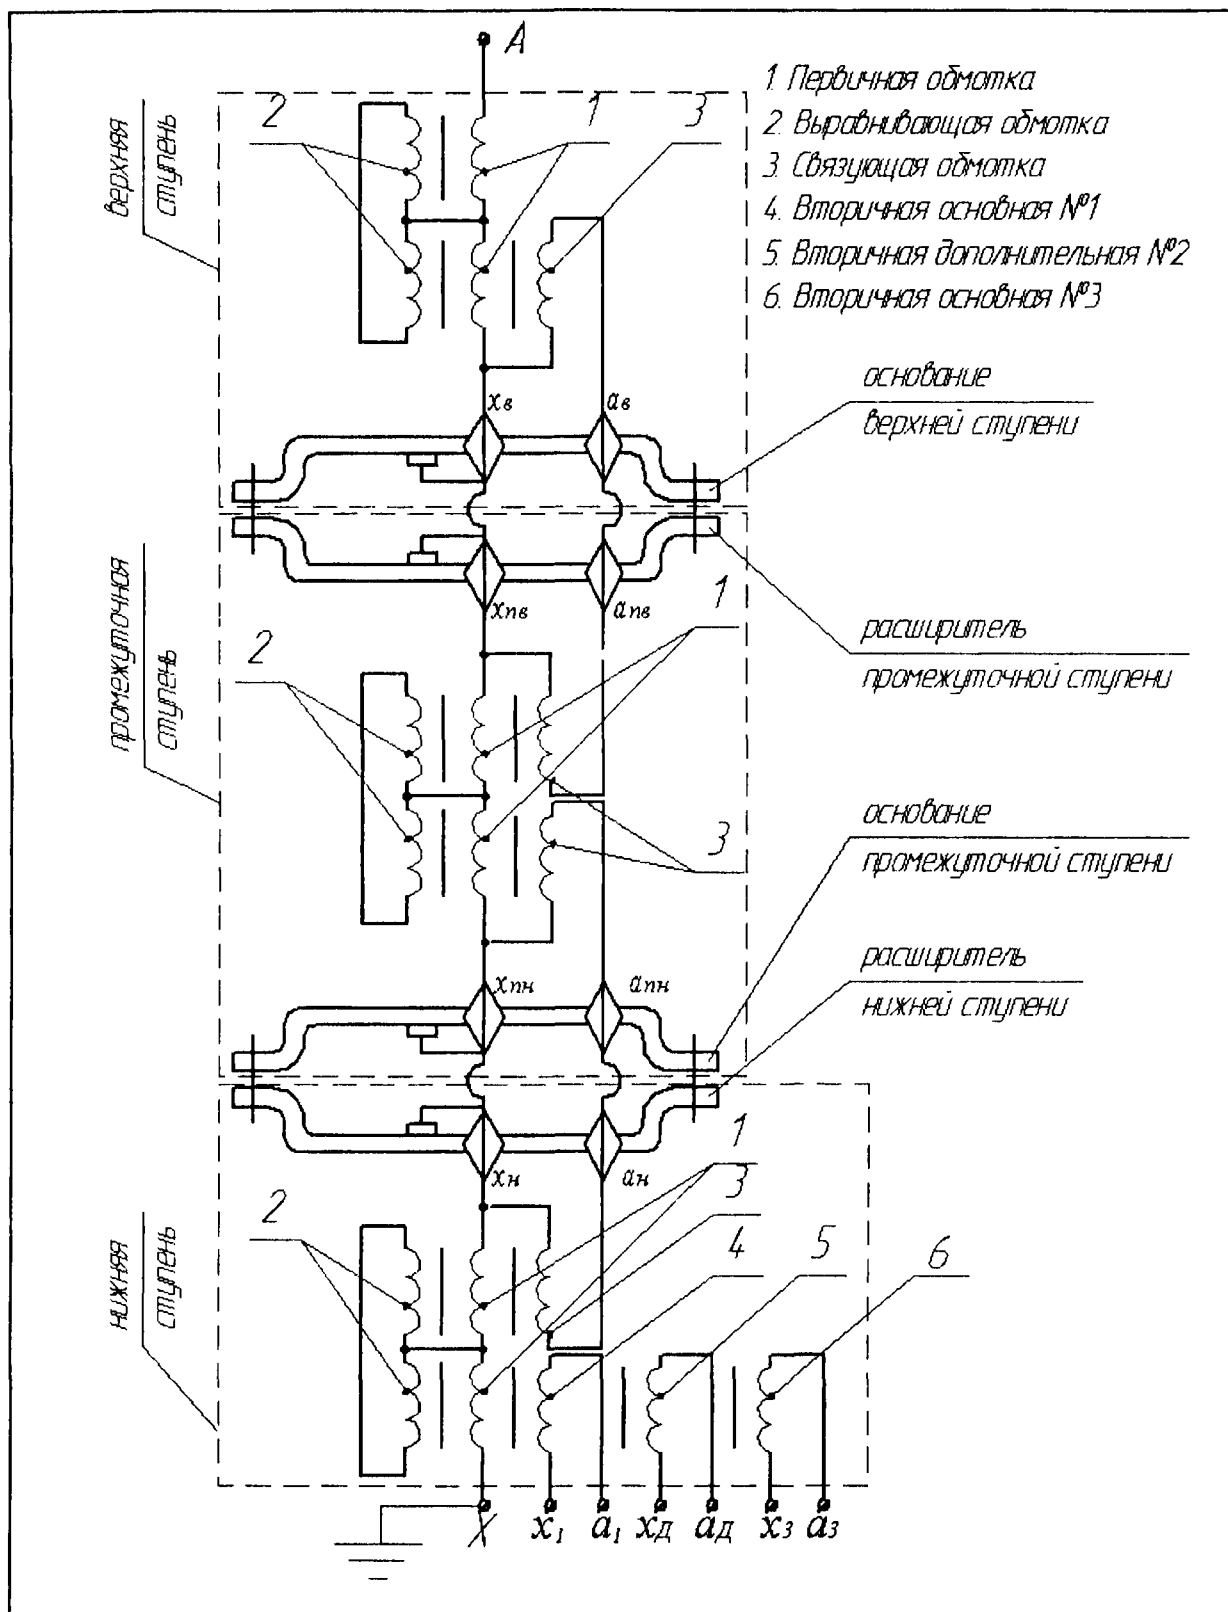 A
1. Первичная обмотка
2. Выравнивающая обмотка
3. Связующая обмотка
4. Вторичная основная №1
5. Вторичная дополнительная №2
6. Вторичная основная №3
верхняя
ступень
2
1
3
основание
верхней ступени
xв
aв
xпв
aпв
промежуточная
ступень
1
2
расширитель
промежуточной ступени
3
основание
промежуточной ступени
xпн
aпн
расширитель
нижней ступени
xн
aн
1
3
нижняя
ступень
2
4
5
6
X
x1
a1
xД
aД
x3
a3